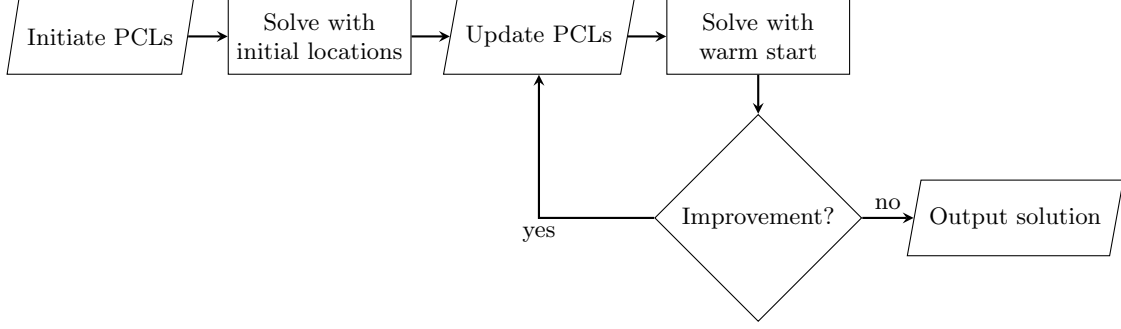 Initiate PCLs
Solve with
initial locations
Update PCLs
Solve with
warm start
Improvement?
yes
no
Output solution